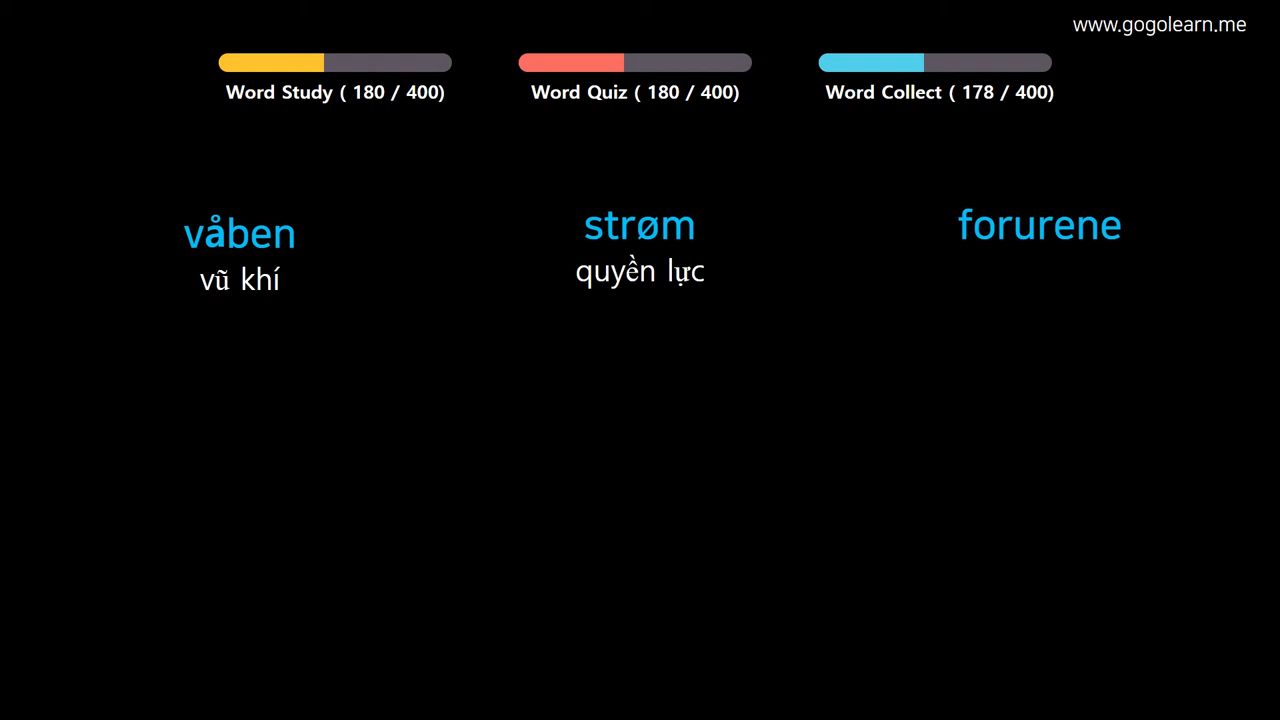 www.gogolearn.me
Word Study ( 180 / 400)
Word Quiz ( 180 / 400)
Word Collect ( 178 / 400)
våben
strøm
forurene
vũ khí
quyền lực